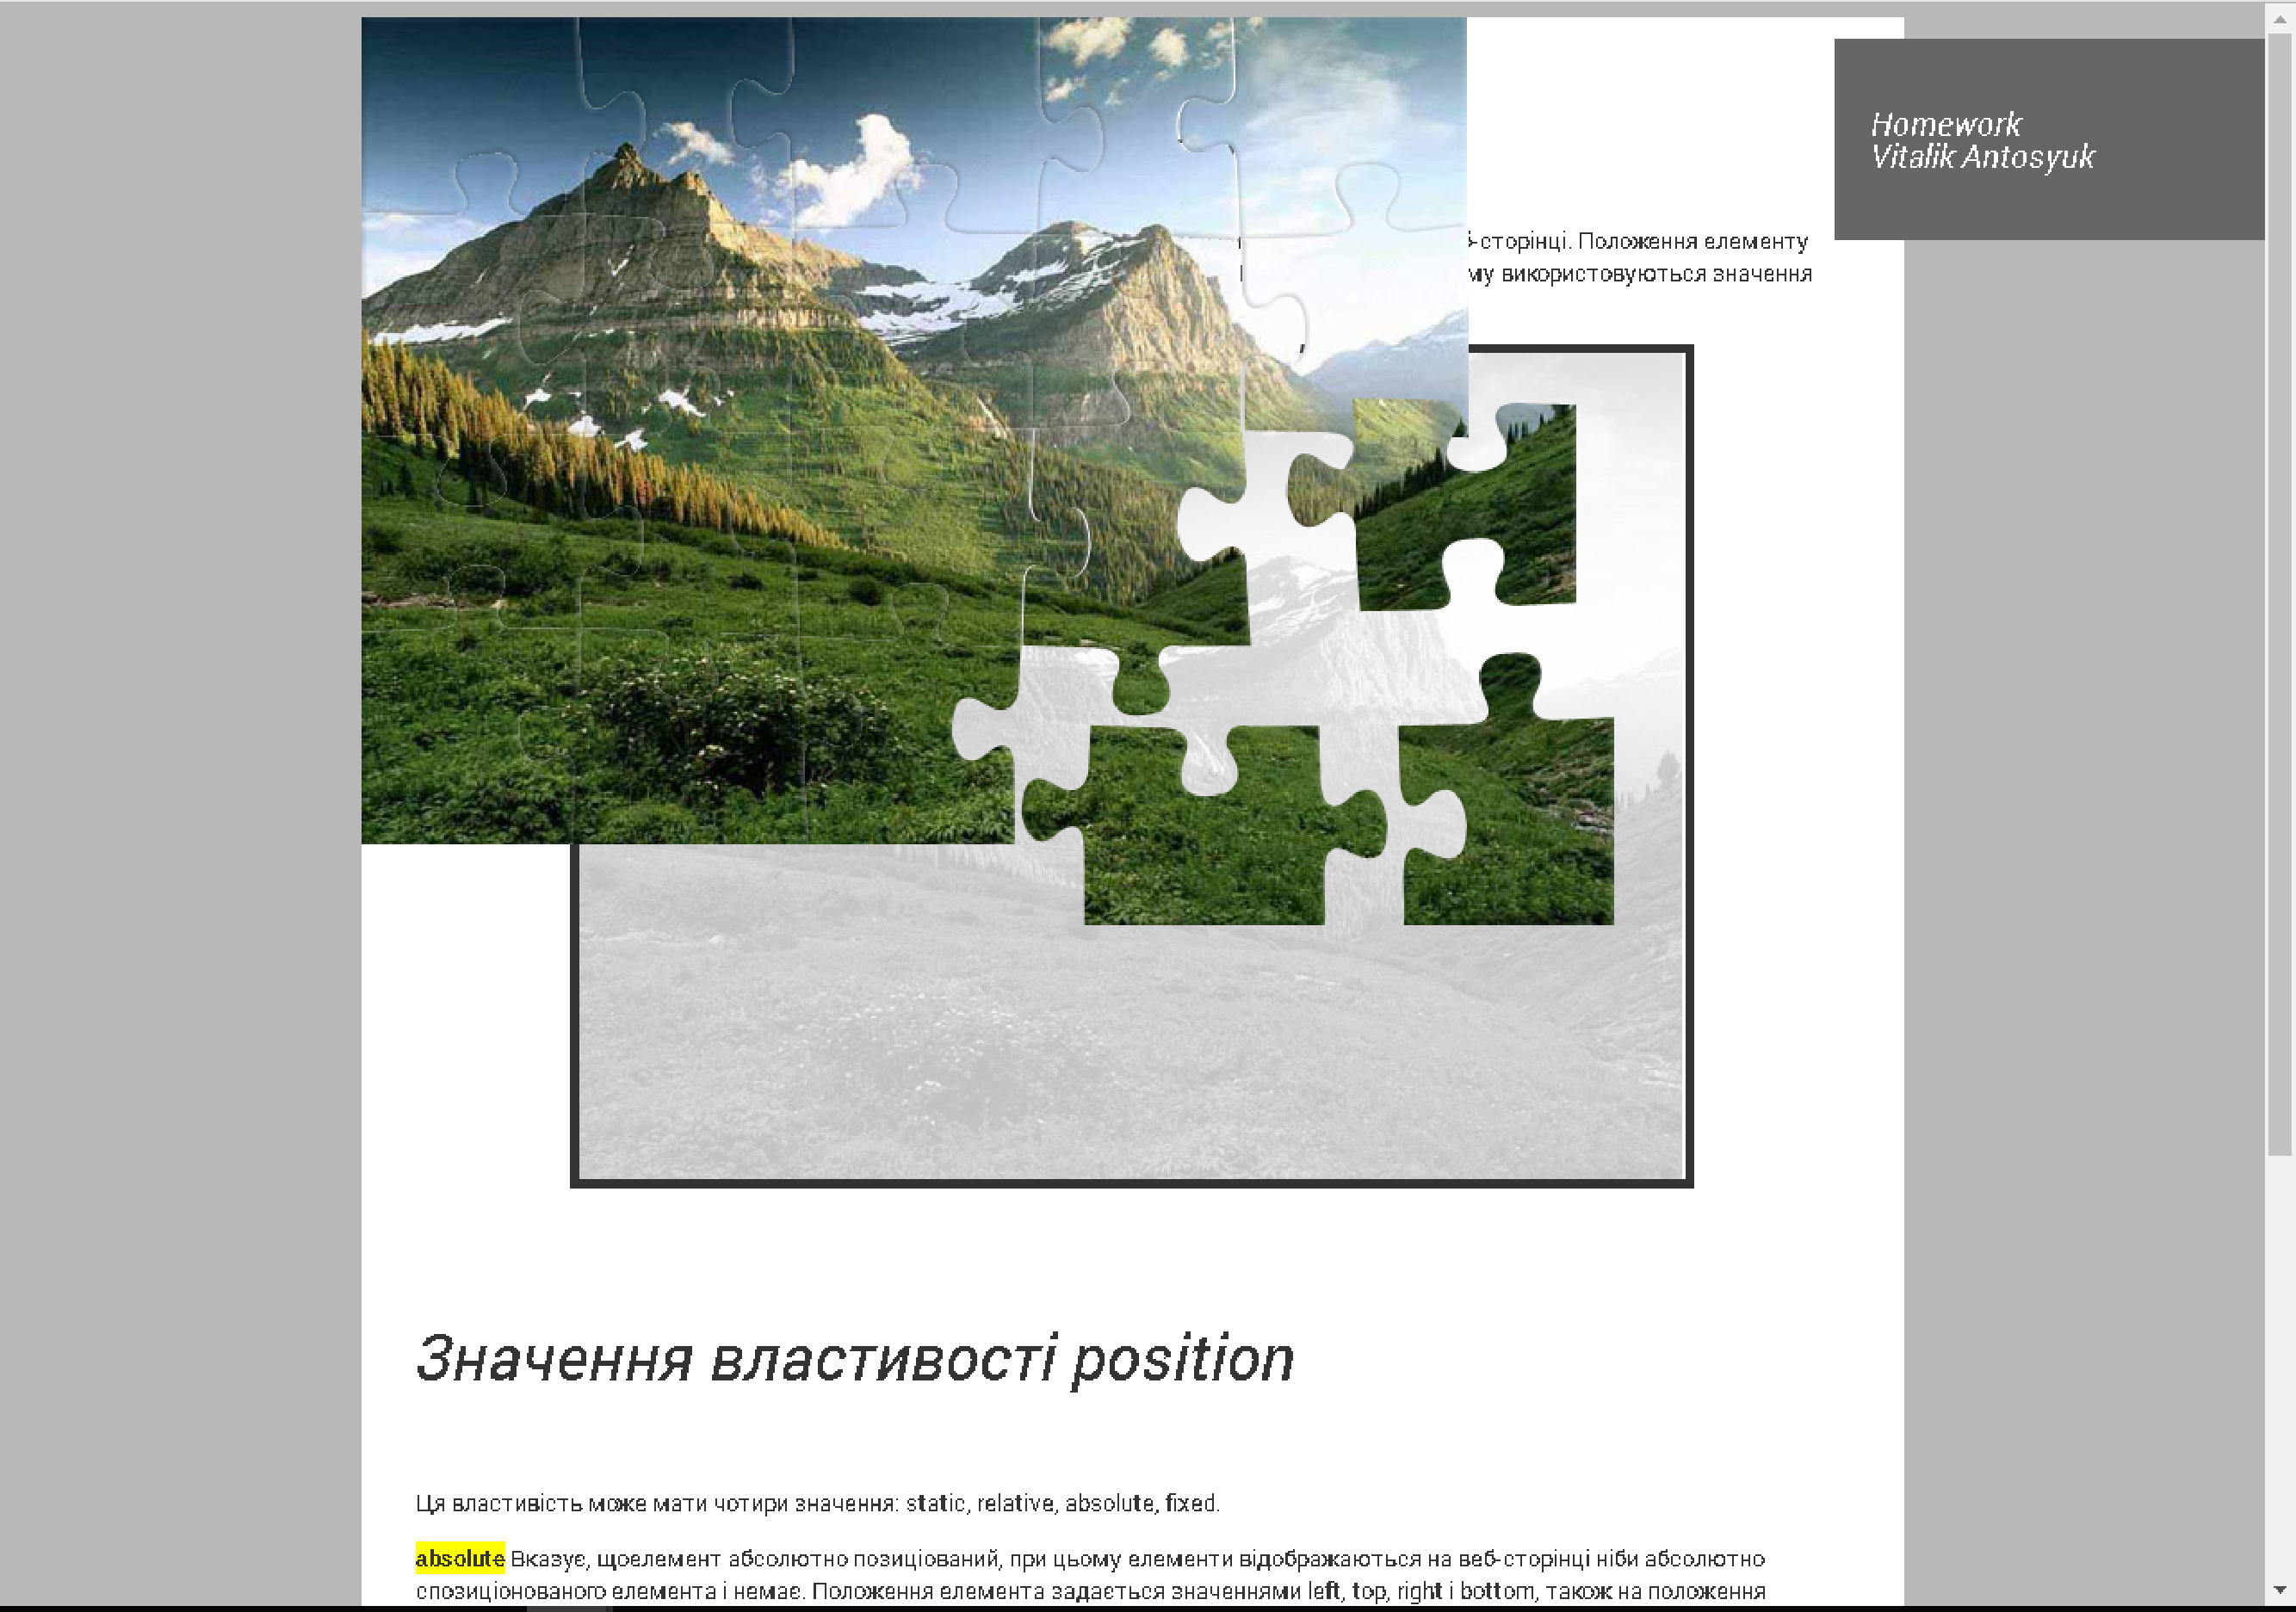 Homework
Vitalik Antosyuk
-сторінці. Положення елементу
му використовуються значення
Значення властивості position
Ця властивість може мати чотири значення: static, relative, absolute, fixed.
absolute Вказує, щоелемент абсолютно позиціований, при цьому елементи відображаються на веб-сторінці ніби абсолютно
спозиціонованого елемента і немає. Положення елемента задається значеннями left, top, right і bottom, також на положення